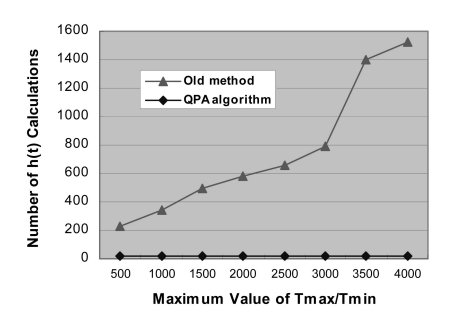 1600
1400
1200
1000
800
600
400
200
0
Number of h(t) Calculations
Old method
QPA algorithm
500 1000 1500 2000 2500 3000 3500 4000
Maximum Value of Tmax/Tmin